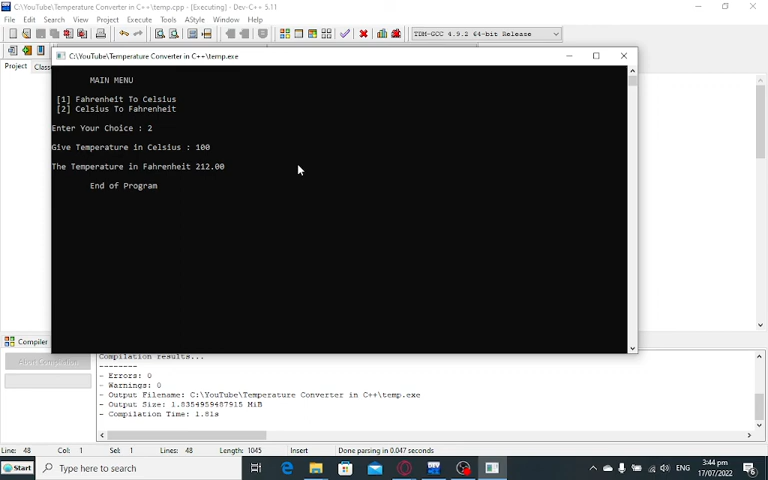 C:\YouTube\Temperature Converter in C++\temp.cpp - [Executing] - Dev-C++ 5.11
File Edit Search View Project Execute Tools AStyle Window Help
TDM-GCC 4.9.2 64-bit Release
Project Class
C:\YouTube\Temperature Converter in C++\temp.exe
MAIN MENU
[1] Fahrenheit To Celsius
[2] Celsius To Fahrenheit
Enter Your Choice : 2
Give Temperature in Celsius : 100
The Temperature in Fahrenheit 212.00
End of Program
Compiler
Abort Compilation
Compilation results...
--------
- Errors: 0
- Warnings: 0
- Output Filename: C:\YouTube\Temperature Converter in C++\temp.exe
- Output Size: 1.8354959487915 MiB
- Compilation Time: 1.81s
Line: 48 Col: 1 Sel: 1 Lines: 48 Length: 1045 Insert Done parsing in 0.047 seconds
Start
Type here to search
ENG
3:44 pm
17/07/2022
6